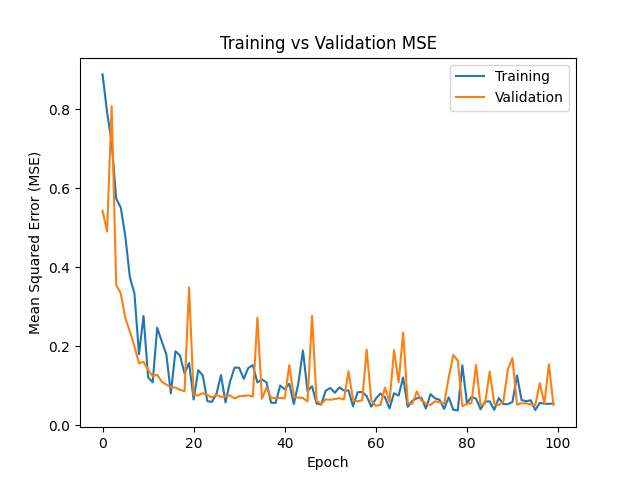 Training vs Validation MSE
Training
Validation
Mean Squared Error (MSE)
0.8
0.6
0.4
0.2
0.0
0 20 40 60 80 100
Epoch